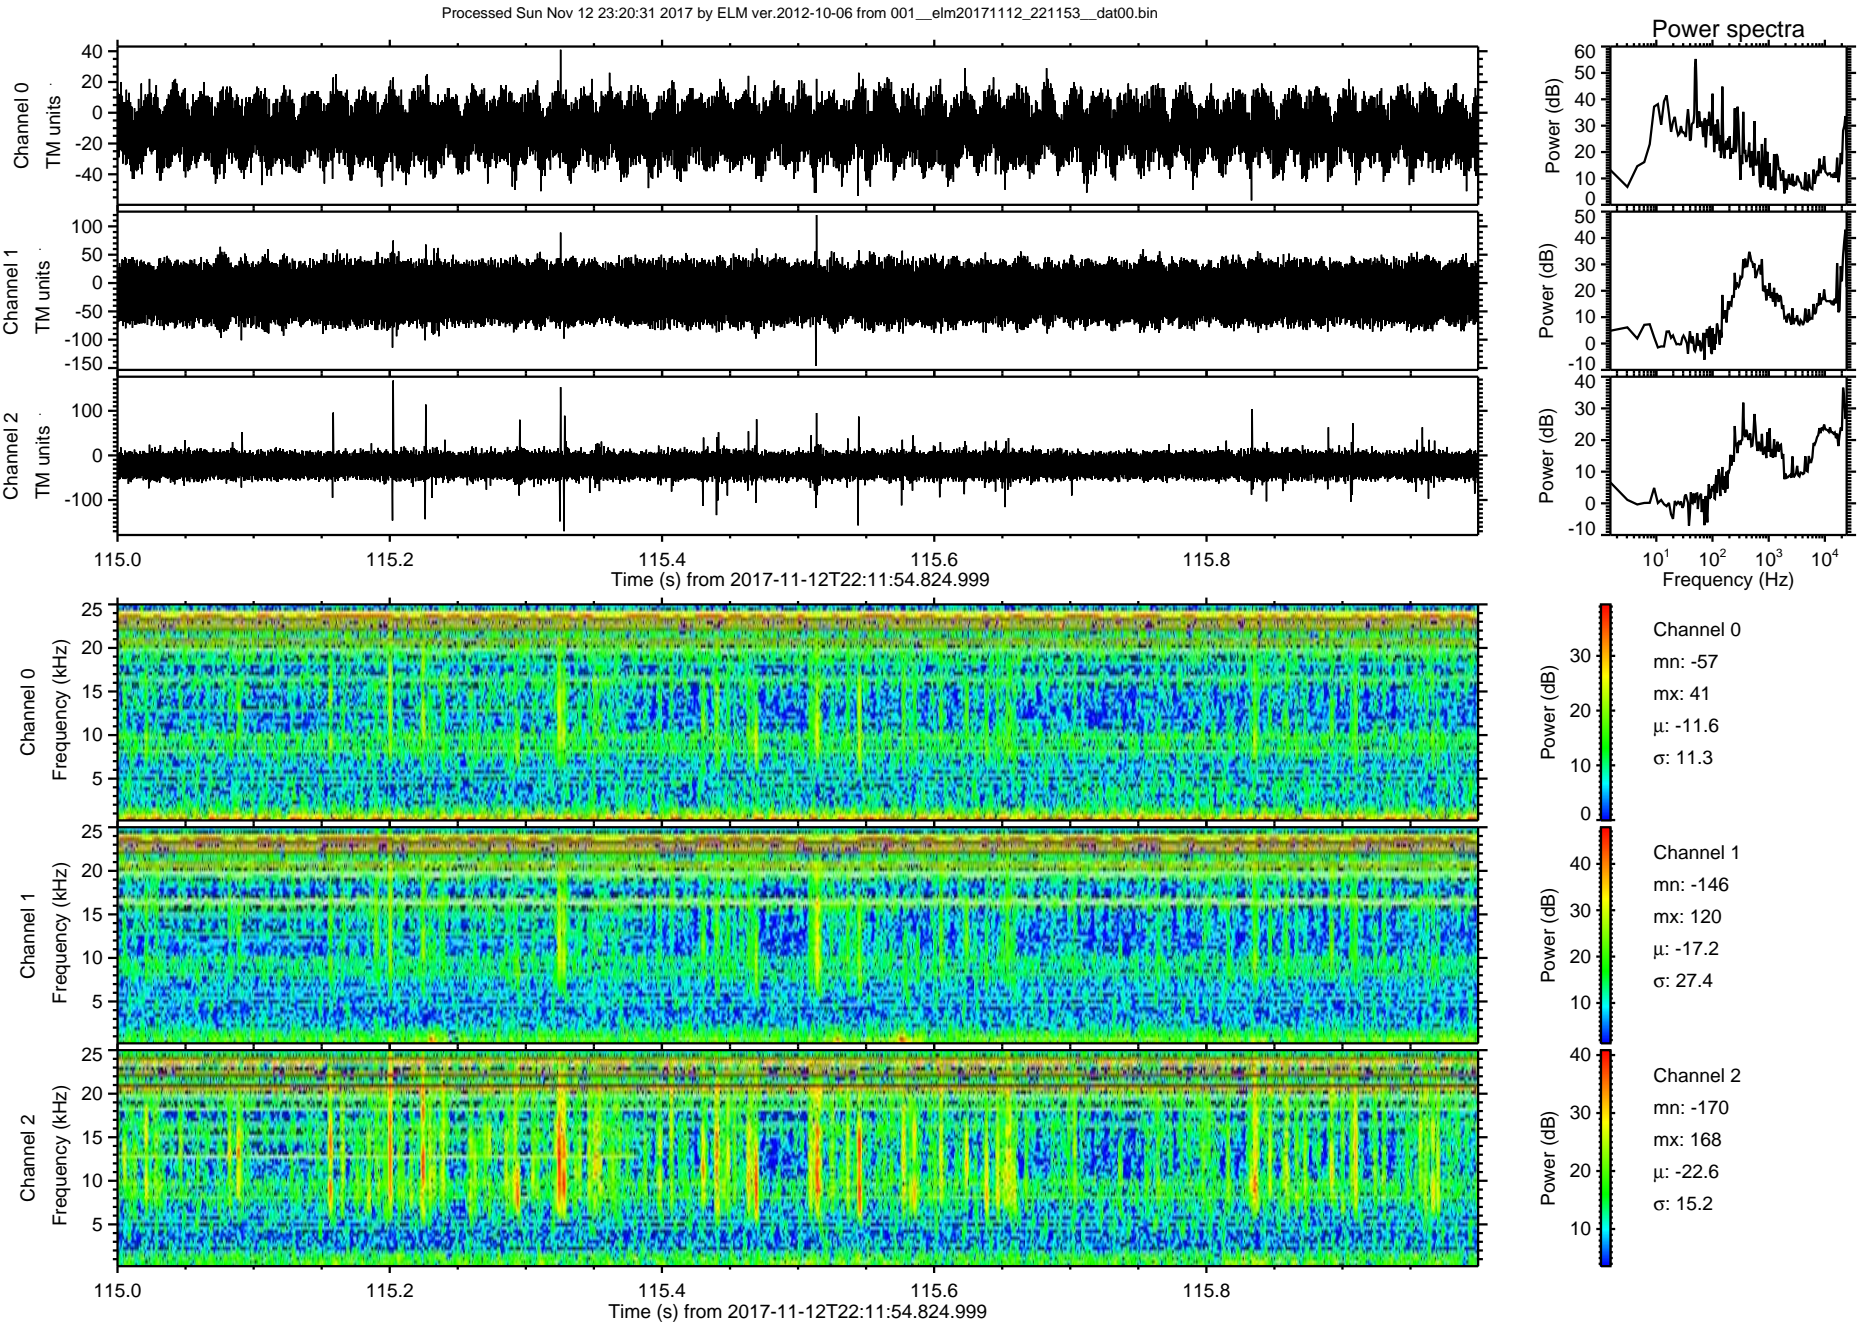 Processed Sun Nov 12 23:20:31 2017 by ELM ver.2012-10-06 from 001__elm20171112_221153__dat00.bin
Power spectra
Channel 0
TM units
40
20
0
-20
-40
Power (dB)
60
50
40
30
20
10
0
Channel 1
TM units
100
50
0
-50
-100
-150
Power (dB)
50
40
30
20
10
0
-10
Channel 2
TM units
100
0
-100
Power (dB)
40
30
20
10
0
-10
115.0 115.2 115.4 115.6 115.8
Time (s) from 2017-11-12T22:11:54.824.999
10¹ 10² 10³ 10⁴
Frequency (Hz)
Channel 0
Frequency (kHz)
25
20
15
10
5
Power (dB)
30
20
10
0
Channel 0
mn: -57
mx: 41
μ: -11.6
σ: 11.3
Channel 1
Frequency (kHz)
25
20
15
10
5
Power (dB)
40
30
20
10
Channel 1
mn: -146
mx: 120
μ: -17.2
σ: 27.4
Channel 2
Frequency (kHz)
25
20
15
10
5
Power (dB)
40
30
20
10
Channel 2
mn: -170
mx: 168
μ: -22.6
σ: 15.2
115.0 115.2 115.4 115.6 115.8
Time (s) from 2017-11-12T22:11:54.824.999